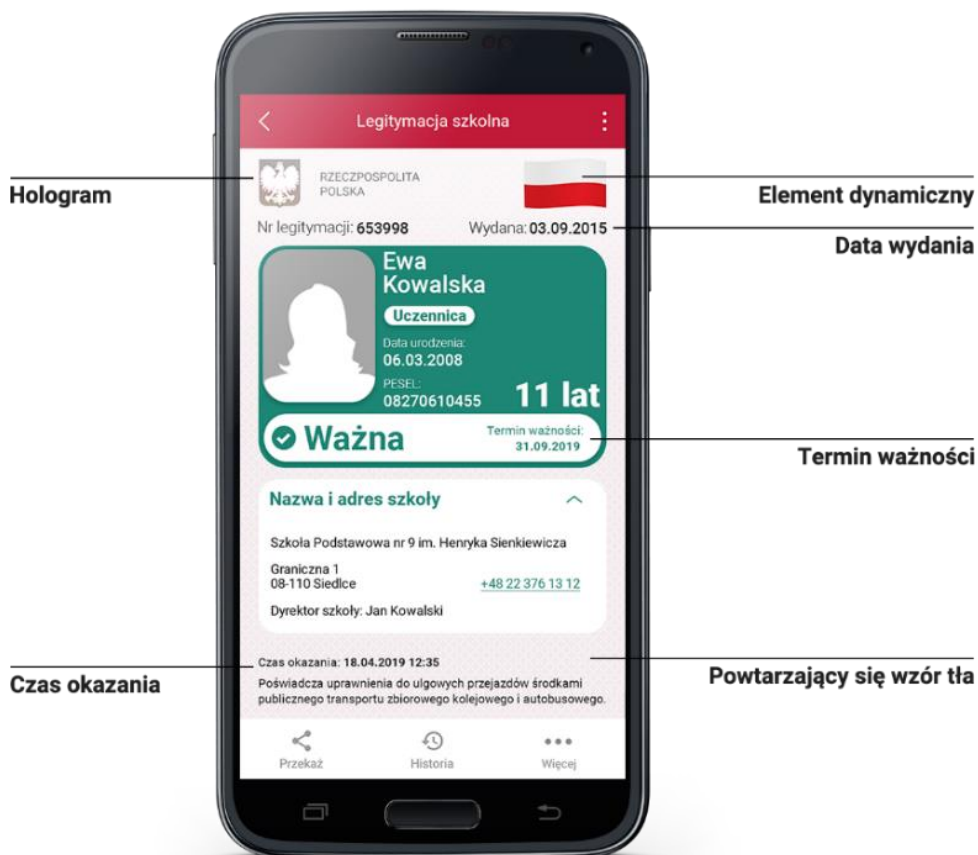 Legitymacja szkolna
RZECZPOSPOLITA
POLSKA
Hologram
Element dynamiczny
Nr legitymacji: 653998 Wydana: 03.09.2015
Data wydania
Ewa
Kowalska
Uczennica
Data urodzenia:
06.03.2008
PESEL:
08270610455
11 lat
Ważna
Termin ważności:
31.09.2019
Termin ważności
Nazwa i adres szkoły
Szkoła Podstawowa nr 9 im. Henryka Sienkiewicza
Graniczna 1
08-110 Siedlce +48 22 376 13 12
Dyrektor szkoły: Jan Kowalski
Czas okazania: 18.04.2019 12:35
Czas okazania
Powtarzający się wzór tła
Poświadcza uprawnienia do ulgowych przejazdów środkami
publicznego transportu zbiorowego kolejowego i autobusowego.
Przekaż Historia Więcej